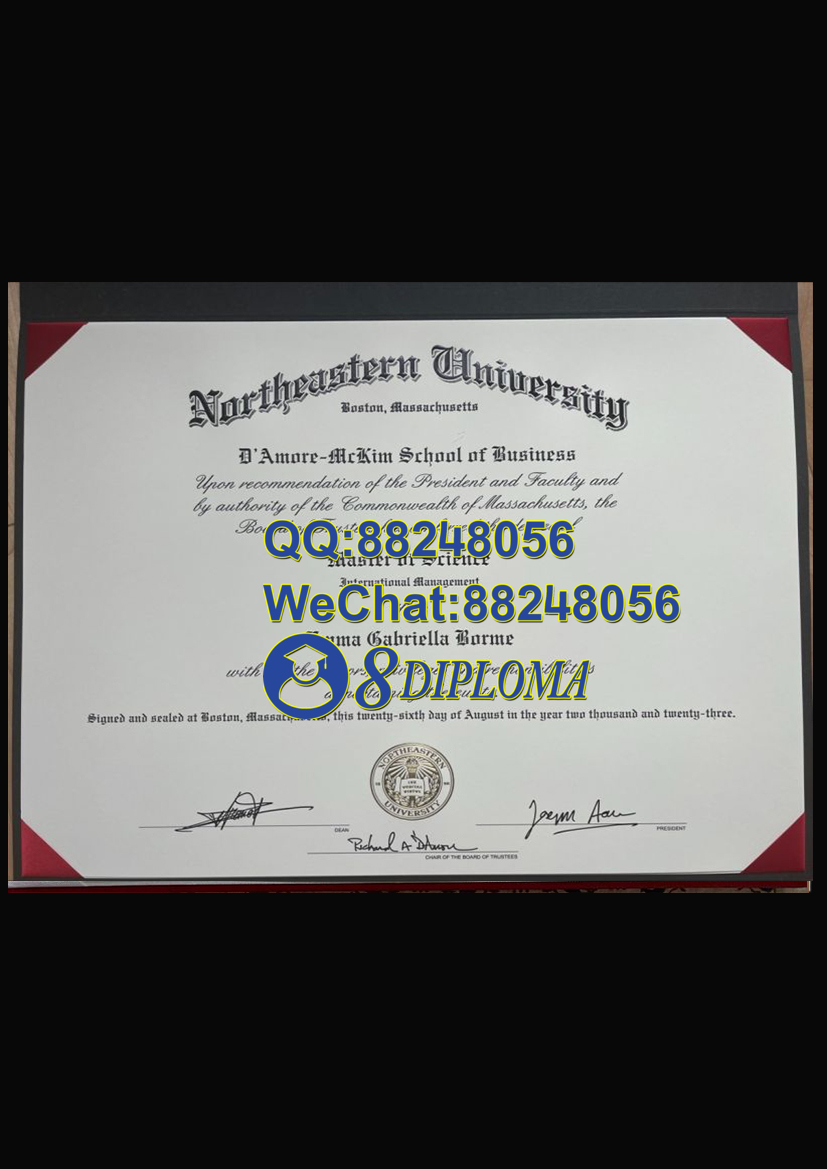 Northeastern University
Boston, Massachusetts
D'Amore-McKim School of Business
Upon recommendation of the President and Faculty and
by authority of the Commonwealth of Massachusetts, the
QQ:88248056
Master of Science
International Management
WeChat:88248056
Gabriella Borme
8DIPLOMA
with the
Signed and sealed at Boston, Massachusetts, this twenty-sixth day of August in the year two thousand and twenty-three.
NORTHEASTERN
UNIVERSITY
DEAN
PRESIDENT
CHAIR OF THE BOARD OF TRUSTEES